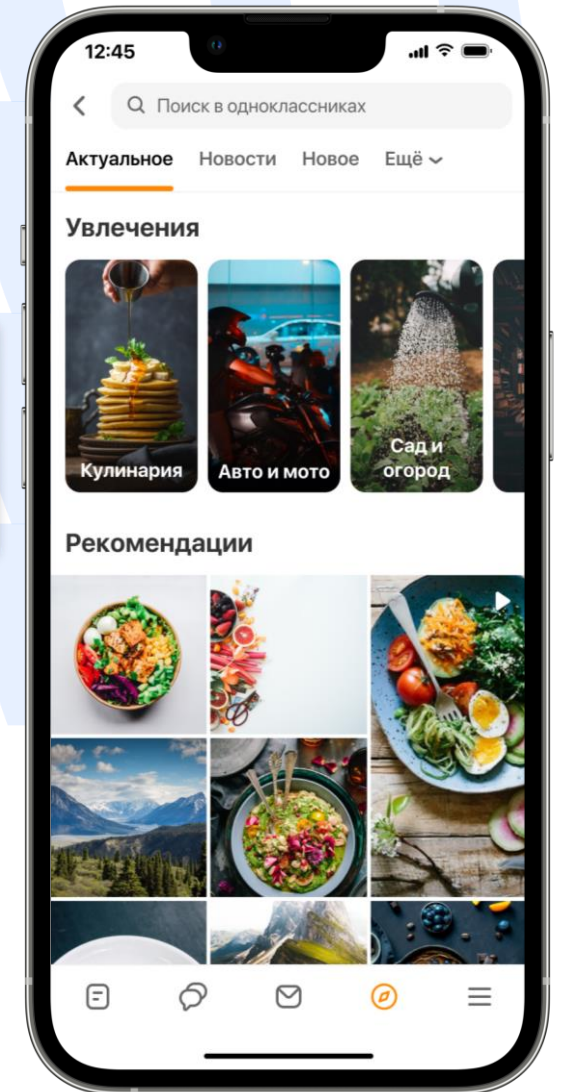 12:45
Поиск в одноклассниках
Актуальное Новости Новое Ещё
Увлечения
Кулинария
Авто и мото
Сад и
огород
Рекомендации